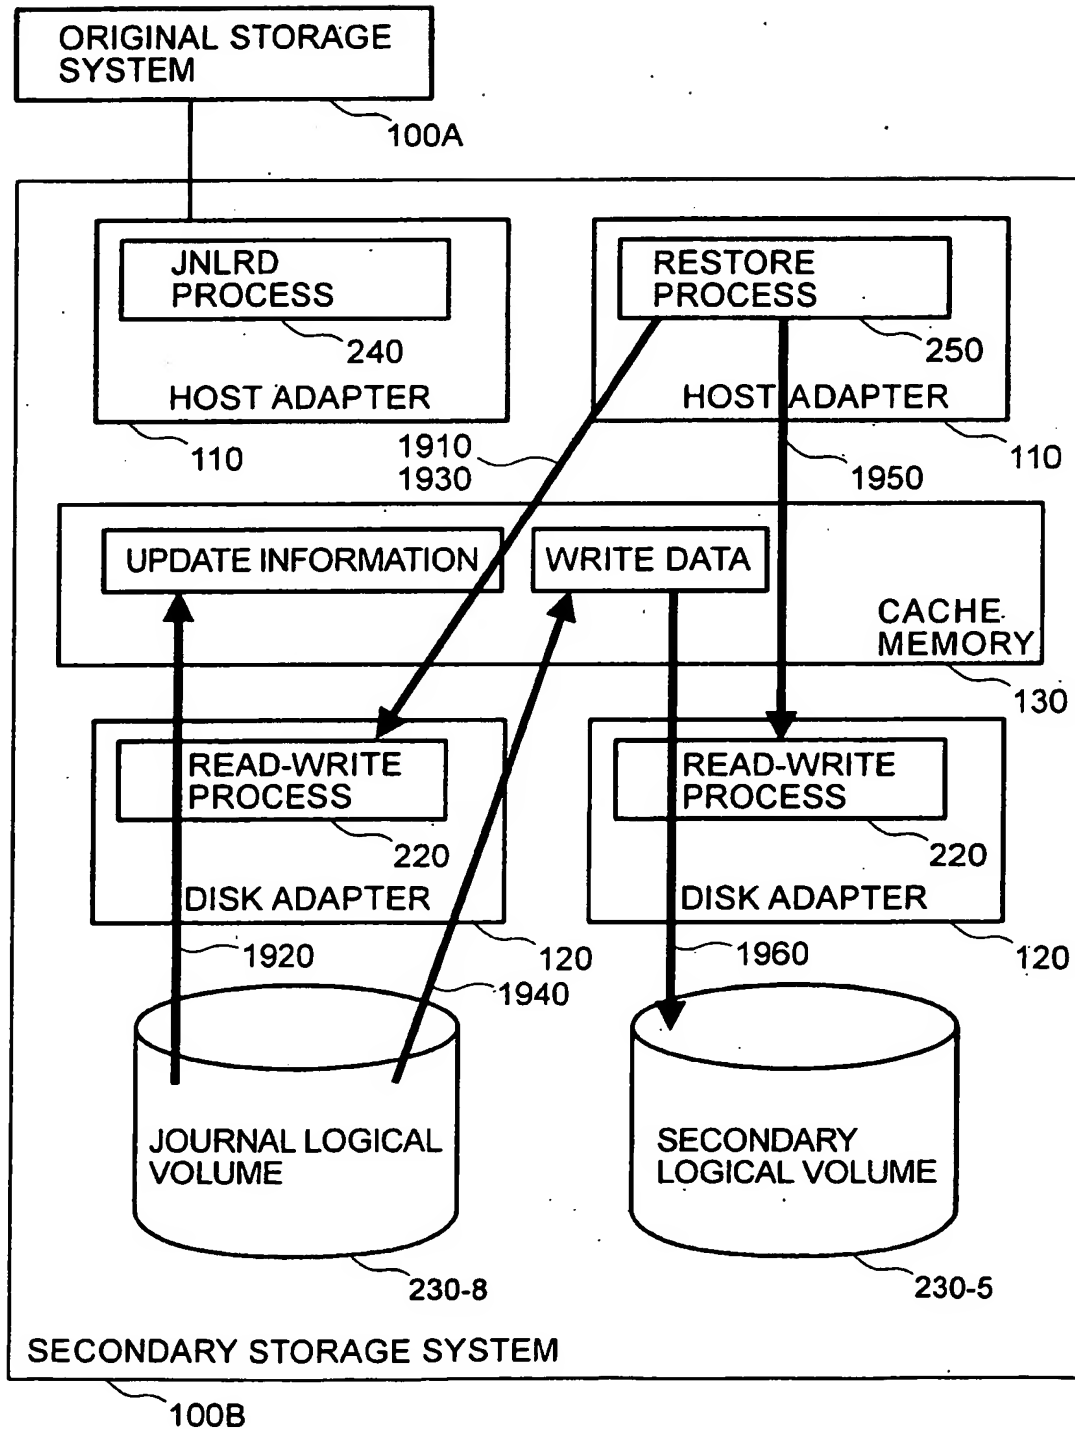 ORIGINAL STORAGE
SYSTEM
100A
JNLRD
PROCESS
240
HOST ADAPTER
110
RESTORE
PROCESS
250
HOST ADAPTER
110
1910
1930
1950
UPDATE INFORMATION
WRITE DATA
CACHE
MEMORY
130
READ-WRITE
PROCESS
220
DISK ADAPTER
120
READ-WRITE
PROCESS
220
DISK ADAPTER
120
1920
1940
1960
JOURNAL LOGICAL
VOLUME
230-8
SECONDARY
LOGICAL VOLUME
230-5
SECONDARY STORAGE SYSTEM
100B